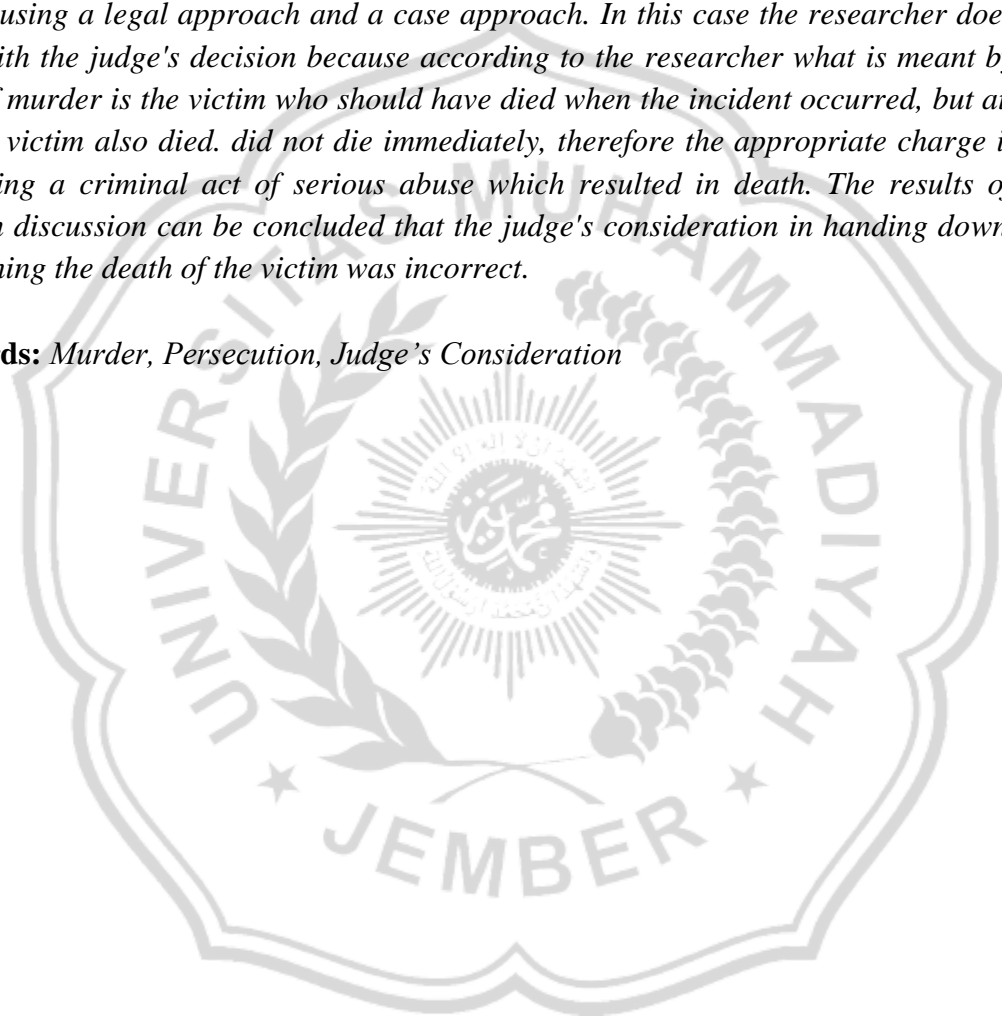 using a legal approach and a case approach. In this case the researcher doe
ith the judge's decision because according to the researcher what is meant by
f murder is the victim who should have died when the incident occurred, but at
victim also died. did not die immediately, therefore the appropriate charge i
ing a criminal act of serious abuse which resulted in death. The results of
n discussion can be concluded that the judge's consideration in handing down
ning the death of the victim was incorrect.
rds: Murder, Persecution, Judge's Consideration
UNIVERSITAS MUHAMMADIYAH
JEMBER